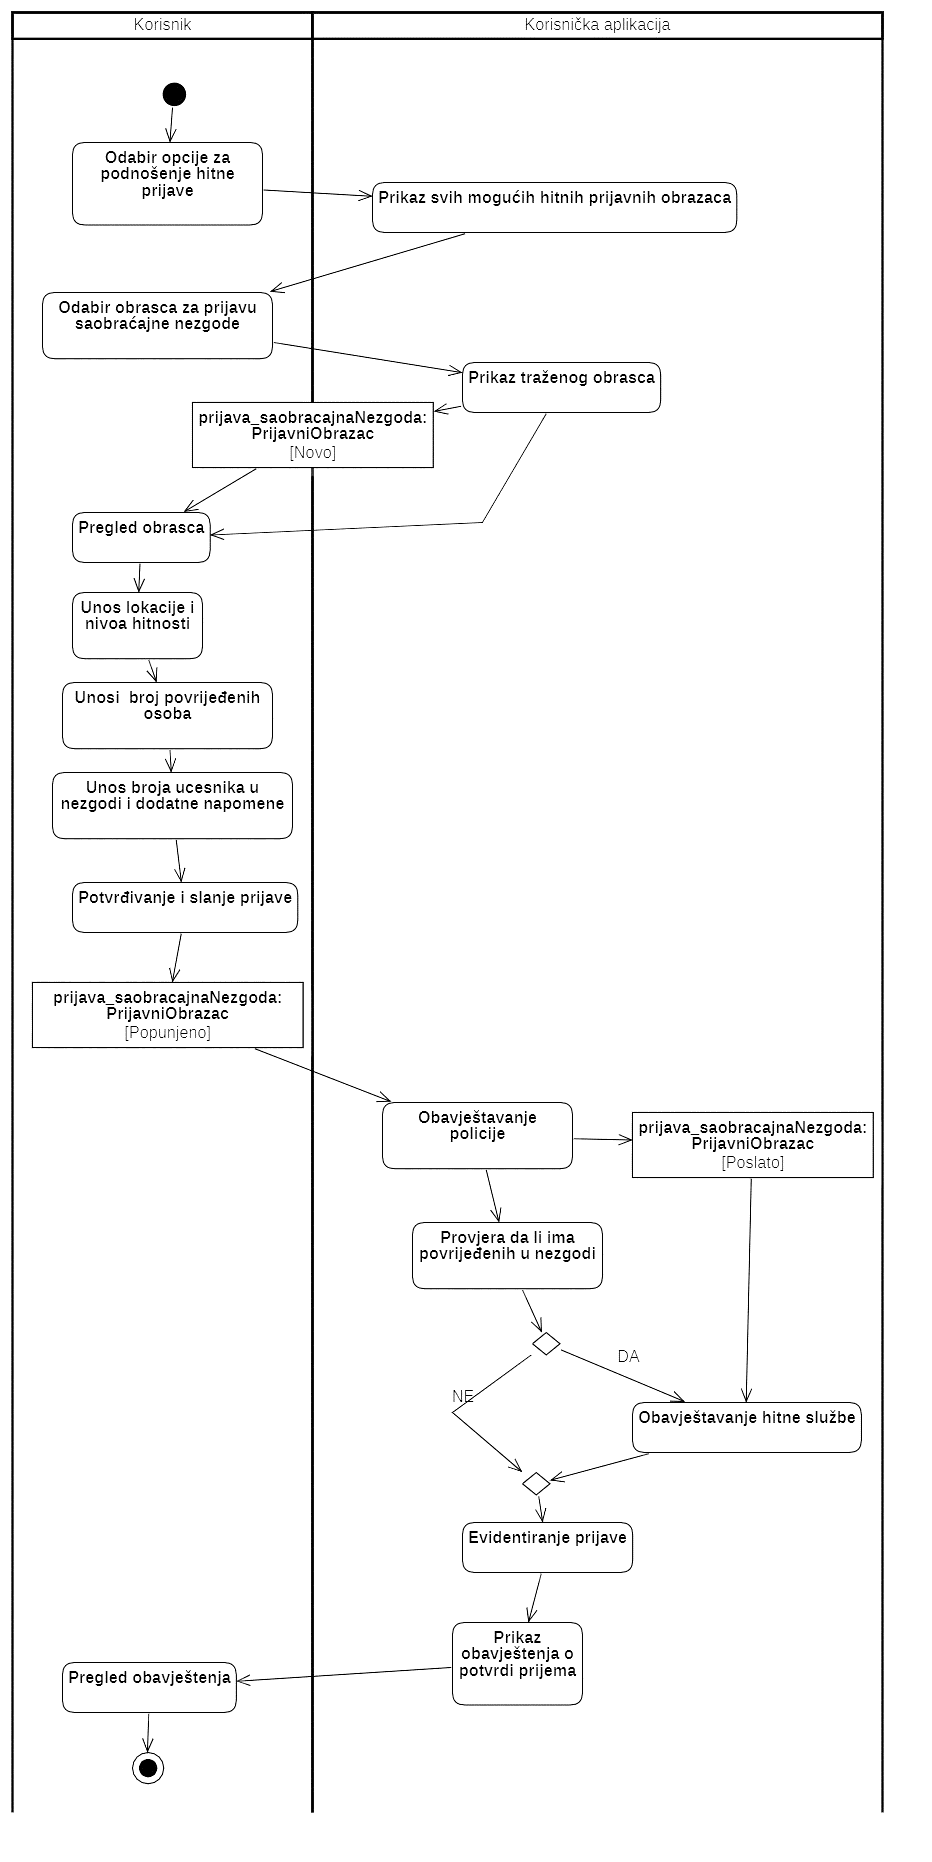 Korisnik
Korisnička aplikacija
Odabir opcije za
podnošenje hitne
prijave
Prikaz svih mogućih hitnih prijavnih obrazaca
Odabir obrasca za prijavu
saobraćajne nezgode
Prikaz traženog obrasca
prijava_saobracajnaNezgoda:
PrijavniObrazac
[Novo]
Pregled obrasca
Unos lokacije i
nivoa hitnosti
Unosi  broj povrijeđenih
osoba
Unos broja ucesnika u
nezgodi i dodatne napomene
Potvrđivanje i slanje prijave
prijava_saobracajnaNezgoda:
PrijavniObrazac
[Popunjeno]
Obavještavanje
policije
prijava_saobracajnaNezgoda:
PrijavniObrazac
[Poslato]
Provjera da li ima
povrijeđenih u nezgodi
DA
NE
Obavještavanje hitne službe
Evidentiranje prijave
Prikaz
obavještenja o
potvrdi prijema
Pregled obavještenja